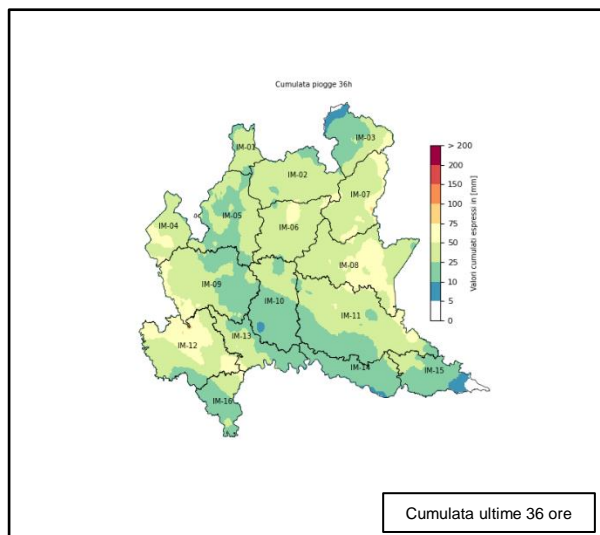 Cumulata piogge 36h
IM-01
IM-03
IM-02
IM-07
IM-05
IM-04
IM-06
IM-08
IM-09
IM-10
IM-11
IM-12
IM-13
IM-14
IM-15
IM-16
> 200
200
150
100
75
50
25
10
5
0
Valori cumulati espressi in [mm]
Cumulata ultime 36 ore